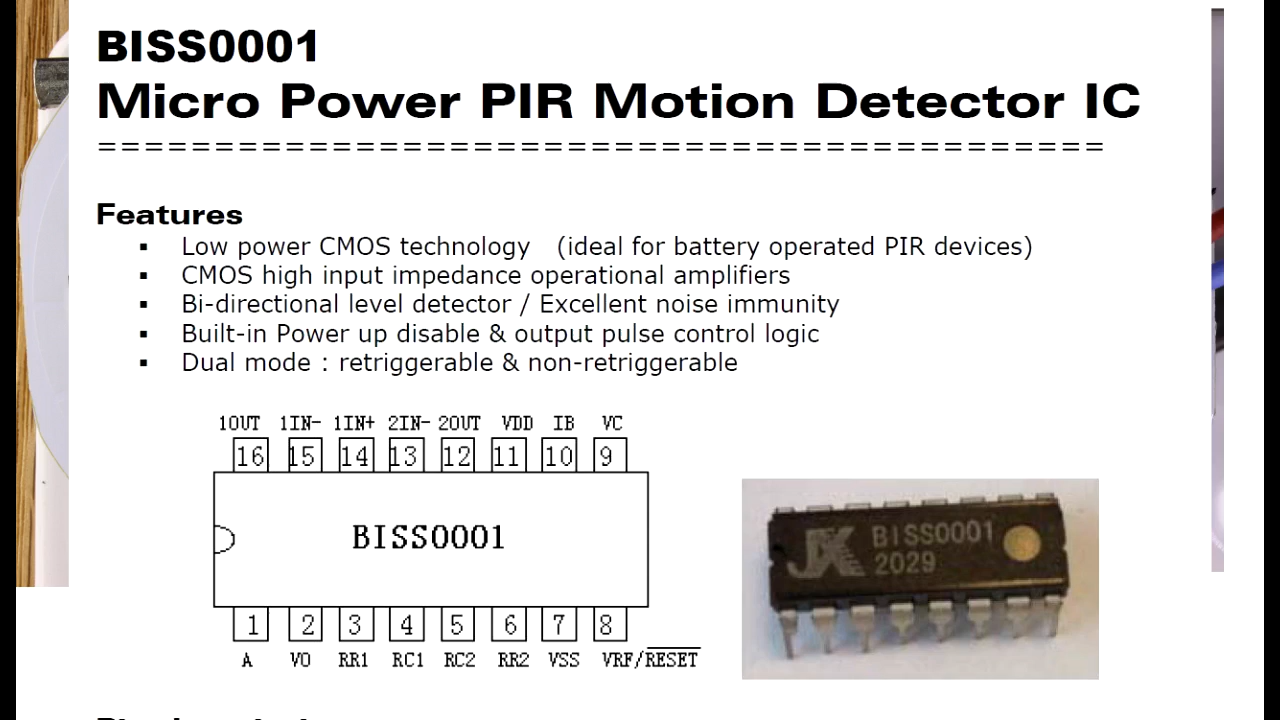 BISS0001
Micro Power PIR Motion Detector IC
===========================================
Features
▪ Low power CMOS technology (ideal for battery operated PIR devices)
▪ CMOS high input impedance operational amplifiers
▪ Bi-directional level detector / Excellent noise immunity
▪ Built-in Power up disable & output pulse control logic
▪ Dual mode : retriggerable & non-retriggerable
1OUT 1IN- 1IN+ 2IN- 2OUT VDD IB VC
16 15 14 13 12 11 10 9
BISS0001
1 2 3 4 5 6 7 8
A VO RR1 RC1 RC2 RR2 VSS VRF/RESET
BISS0001
2029